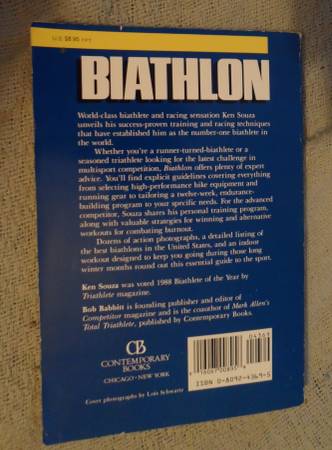 U.S. $8.95 FPT
BIATHLON
World-class biathlete and racing sensation Ken Souza
unveils his success-proven training and racing techniques
that have established him as the number-one biathlete in
the world.
Whether you're a runner-turned-biathlete or a
seasoned triathlete looking for the latest challenge in
multisport competition, Biathlon offers plenty of expert
advice. You'll find explicit guidelines covering everything
from selecting high-performance bike equipment and
running gear to tailoring a twelve-week, endurance-
building program to your specific needs. For the advanced
competitor, Souza shares his personal training program,
along with valuable strategies for winning and alternative
workouts for combating burnout.
Dozens of action photographs, a detailed listing of
the best biathlons in the United States, and an indoor
workout designed to keep you going during those long
winter months round out this essential guide to the sport.
Ken Souza was voted 1988 Biathlete of the Year by
Triathlete magazine.
Bob Babbitt is founding publisher and editor of
Competitor magazine and is the coauthor of Mark Allen's
Total Triathlete, published by Contemporary Books.
CB
CONTEMPORARY
BOOKS
CHICAGO • NEW YORK
Cover photographs by Lois Schwartz
ISBN 0-8092-4369-5